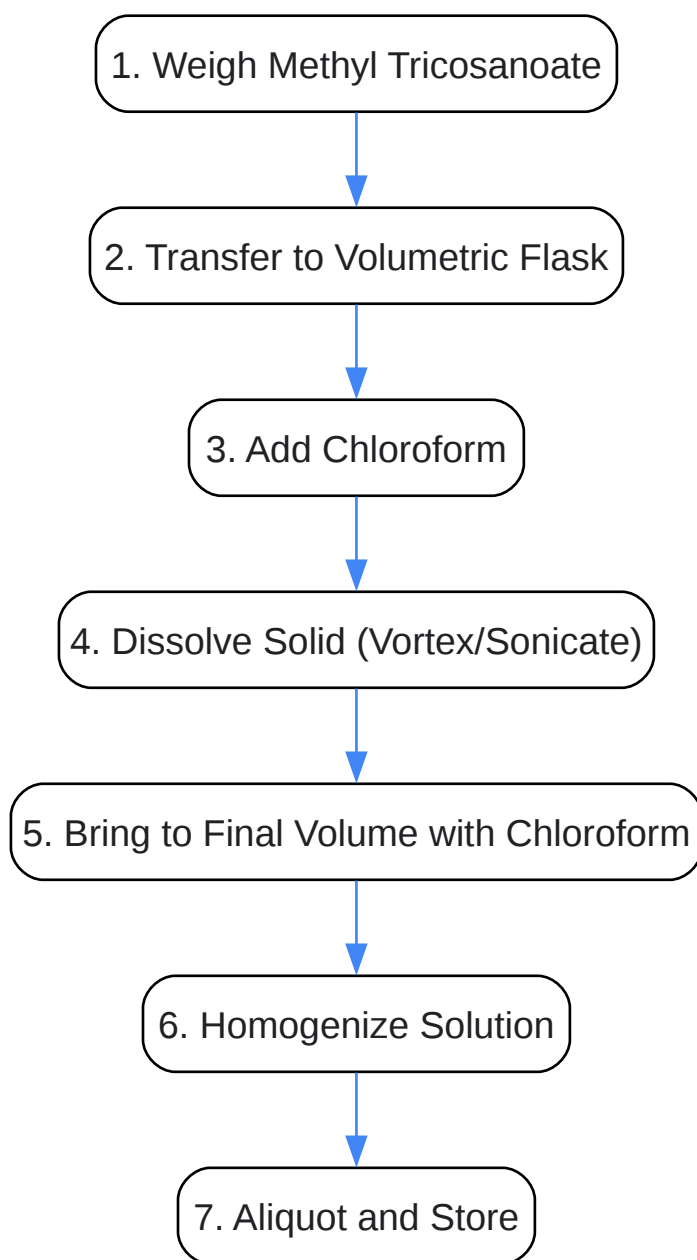 1. Weigh Methyl Tricosanoate
2. Transfer to Volumetric Flask
3. Add Chloroform
4. Dissolve Solid (Vortex/Sonicate)
5. Bring to Final Volume with Chloroform
6. Homogenize Solution
7. Aliquot and Store